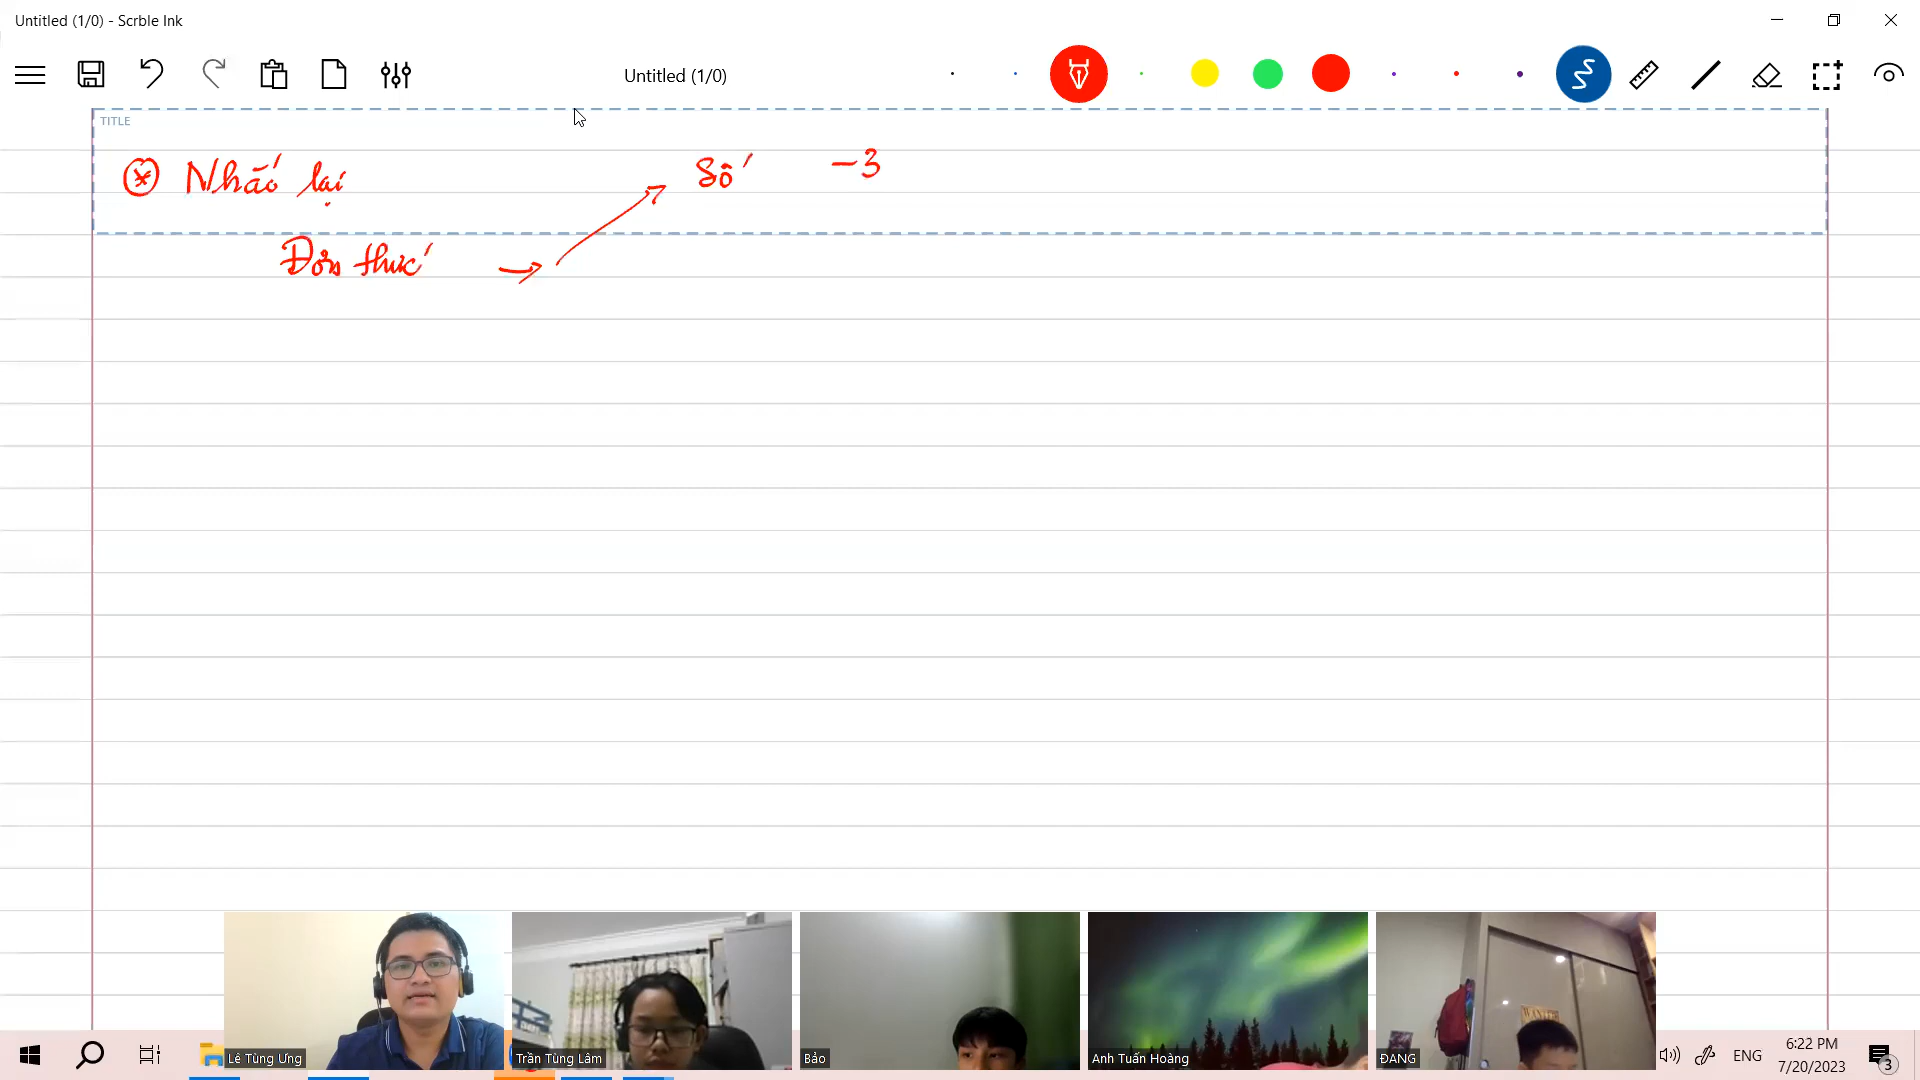 Untitled (1/0) - Scrble Ink
Untitled (1/0)
TITLE
Nhắc lại
Số -3
Đơn thức
Lê Tùng Ưng
Trần Tùng Lâm
Bảo
Anh Tuấn Hoàng
ĐANG
ENG
6:22 PM
7/20/2023
3